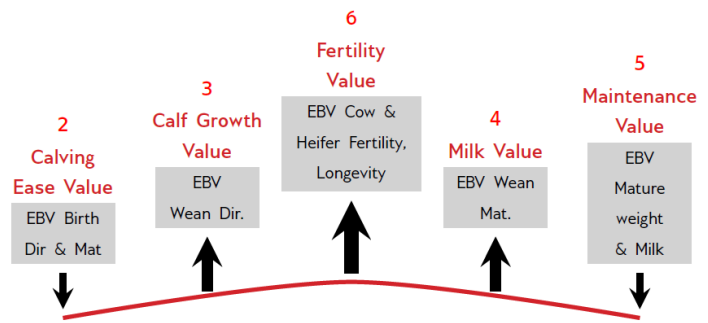 2
Calving
Ease Value
EBV Birth
Dir & Mat
3
Calf Growth
Value
EBV
Wean Dir.
6
Fertility
Value
EBV Cow &
Heifer Fertility,
Longevity
4
Milk Value
EBV Wean
Mat.
5
Maintenance
Value
EBV
Mature
weight
& Milk